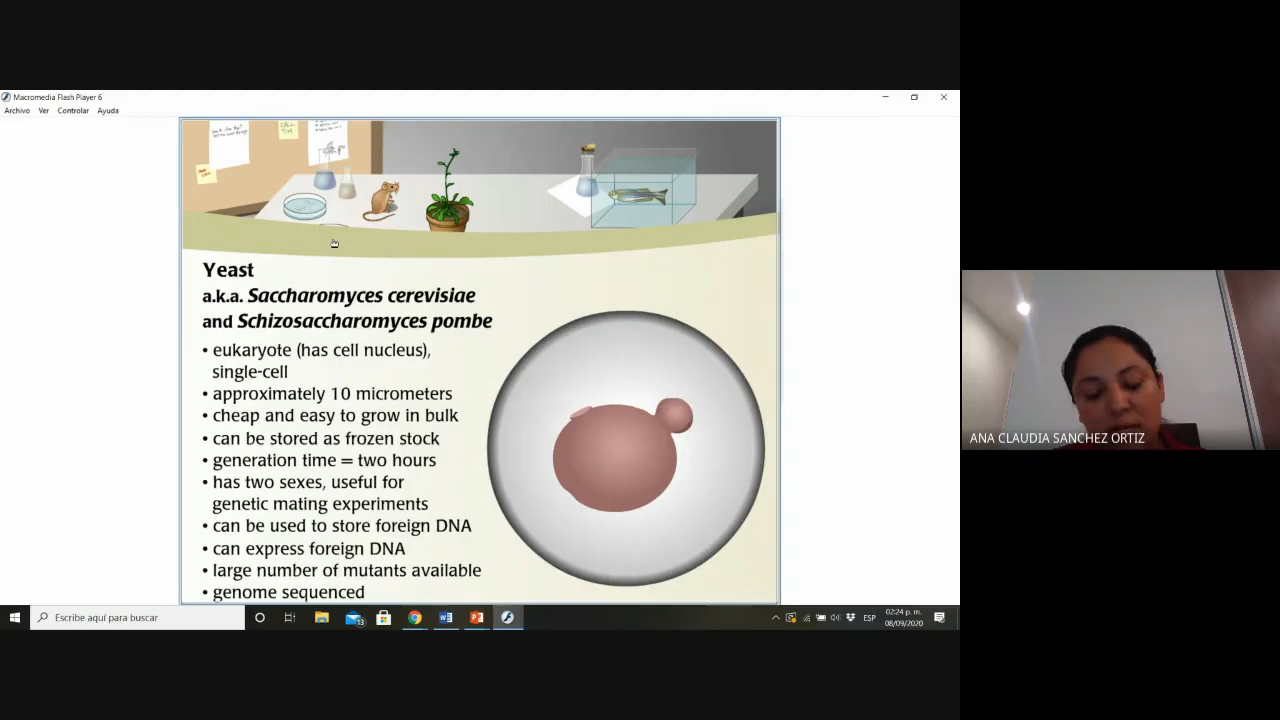 Macromedia Flash Player 6
Archivo Ver Controlar Ayuda
CALL
TIM
Yeast
a.k.a. Saccharomyces cerevisiae
and Schizosaccharomyces pombe
• eukaryote (has cell nucleus),
single-cell
• approximately 10 micrometers
• cheap and easy to grow in bulk
• can be stored as frozen stock
• generation time = two hours
• has two sexes, useful for
genetic mating experiments
• can be used to store foreign DNA
• can express foreign DNA
• large number of mutants available
• genome sequenced
ANA CLAUDIA SANCHEZ ORTIZ
Escribe aquí para buscar
13
ESP
02:24 p. m.
08/09/2020